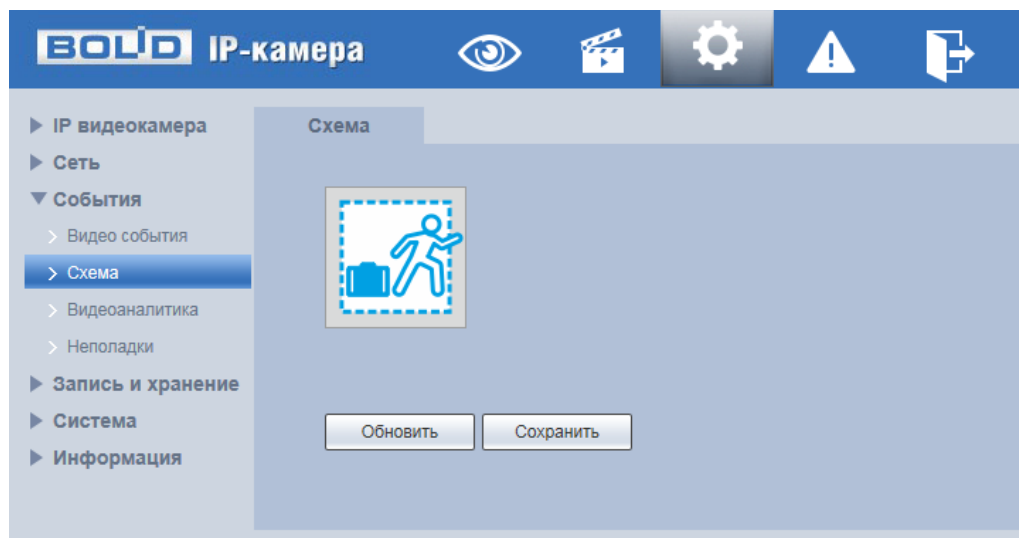 BOLID IP-камера
IP видеокамера
Сеть
События
Видео события
Схема
Видеоаналитика
Неполадки
Запись и хранение
Система
Информация
Схема
Обновить Сохранить